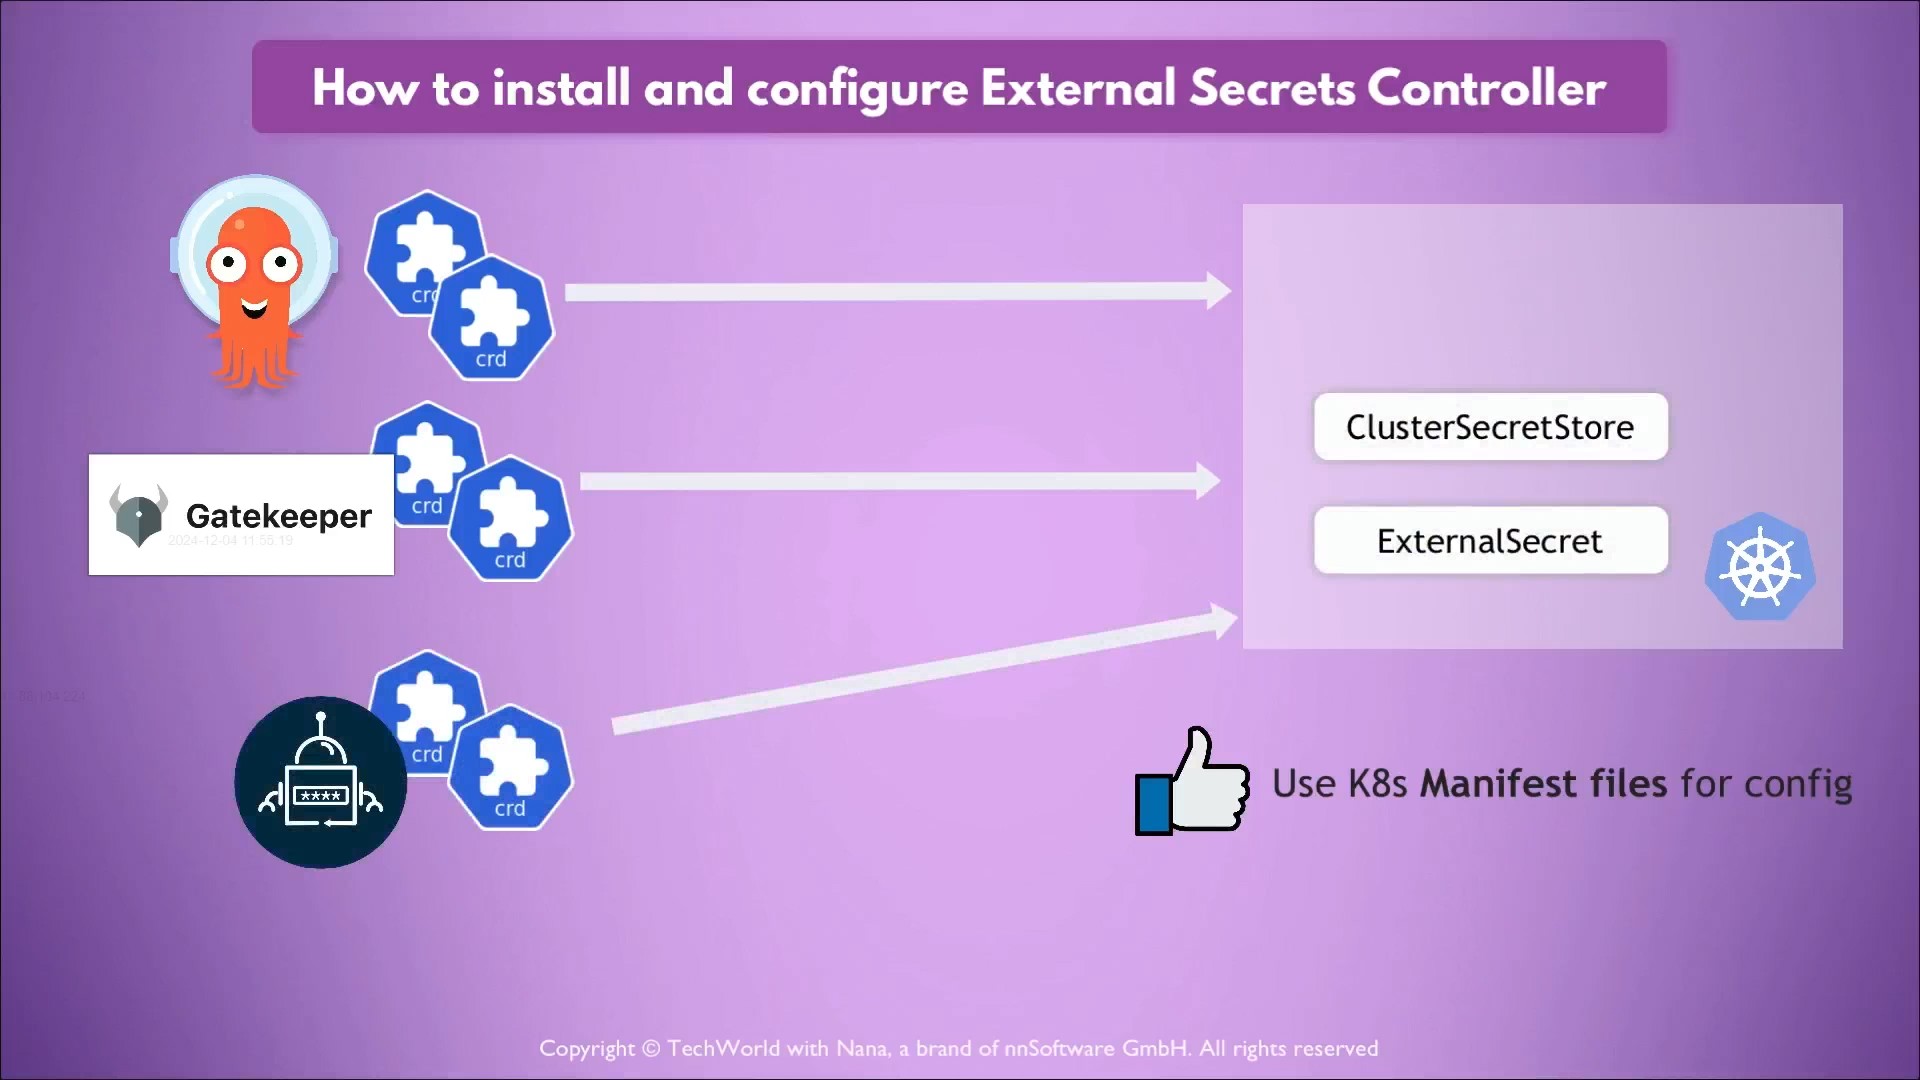 How to install and configure External Secrets Controller
crd
crd
crd
Gatekeeper
2024-12-04 11:55 19
crd
ClusterSecretStore
ExternalSecret
crd
crd
****
Use K8s Manifest files for config
Copyright © TechWorld with Nana, a brand of nnSoftware GmbH. All rights reserved